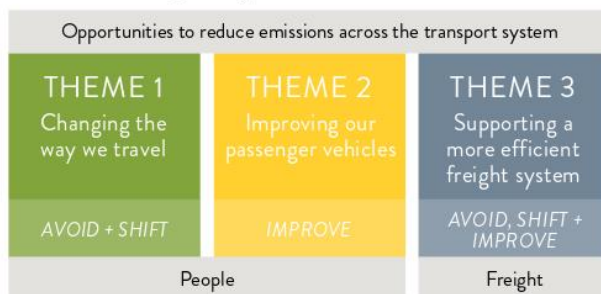 Opportunities to reduce emissions across the transport system
THEME 1
Changing the
way we travel
AVOID + SHIFT
THEME 2
Improving our
passenger vehicles
IMPROVE
THEME 3
Supporting a
more efficient
freight system
AVOID, SHIFT +
IMPROVE
People
Freight